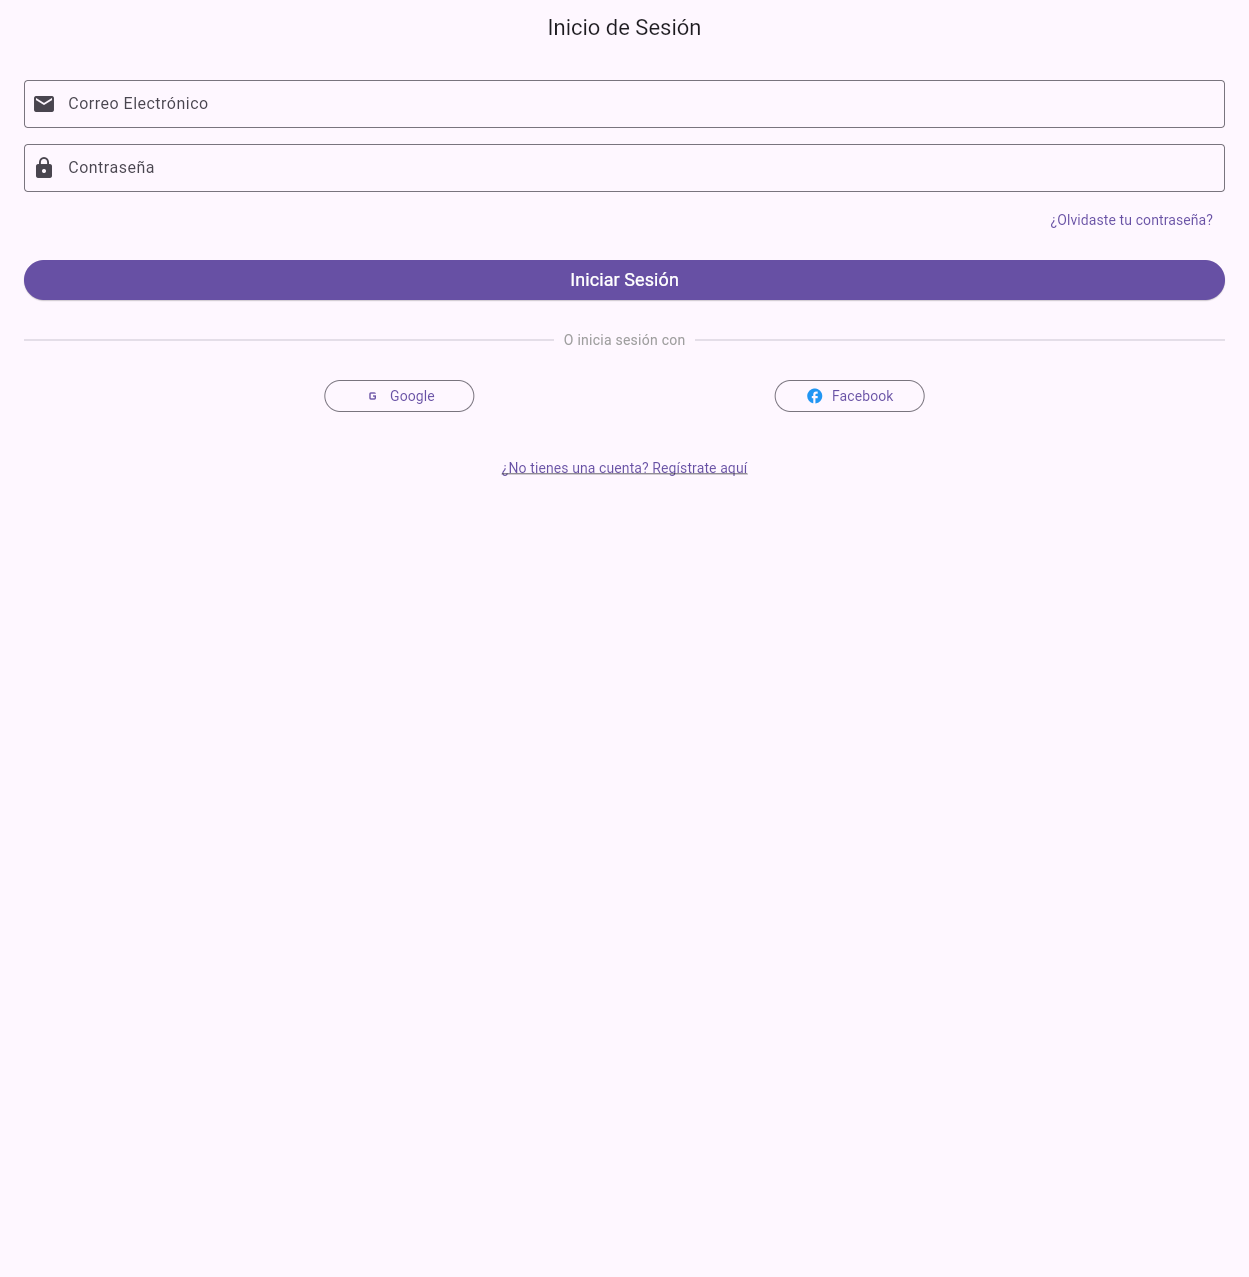 Inicio de Sesión
Correo Electrónico
Contraseña
¿Olvidaste tu contraseña?
Iniciar Sesión
O inicia sesión con
G Google
Facebook
¿No tienes una cuenta? Regístrate aquí